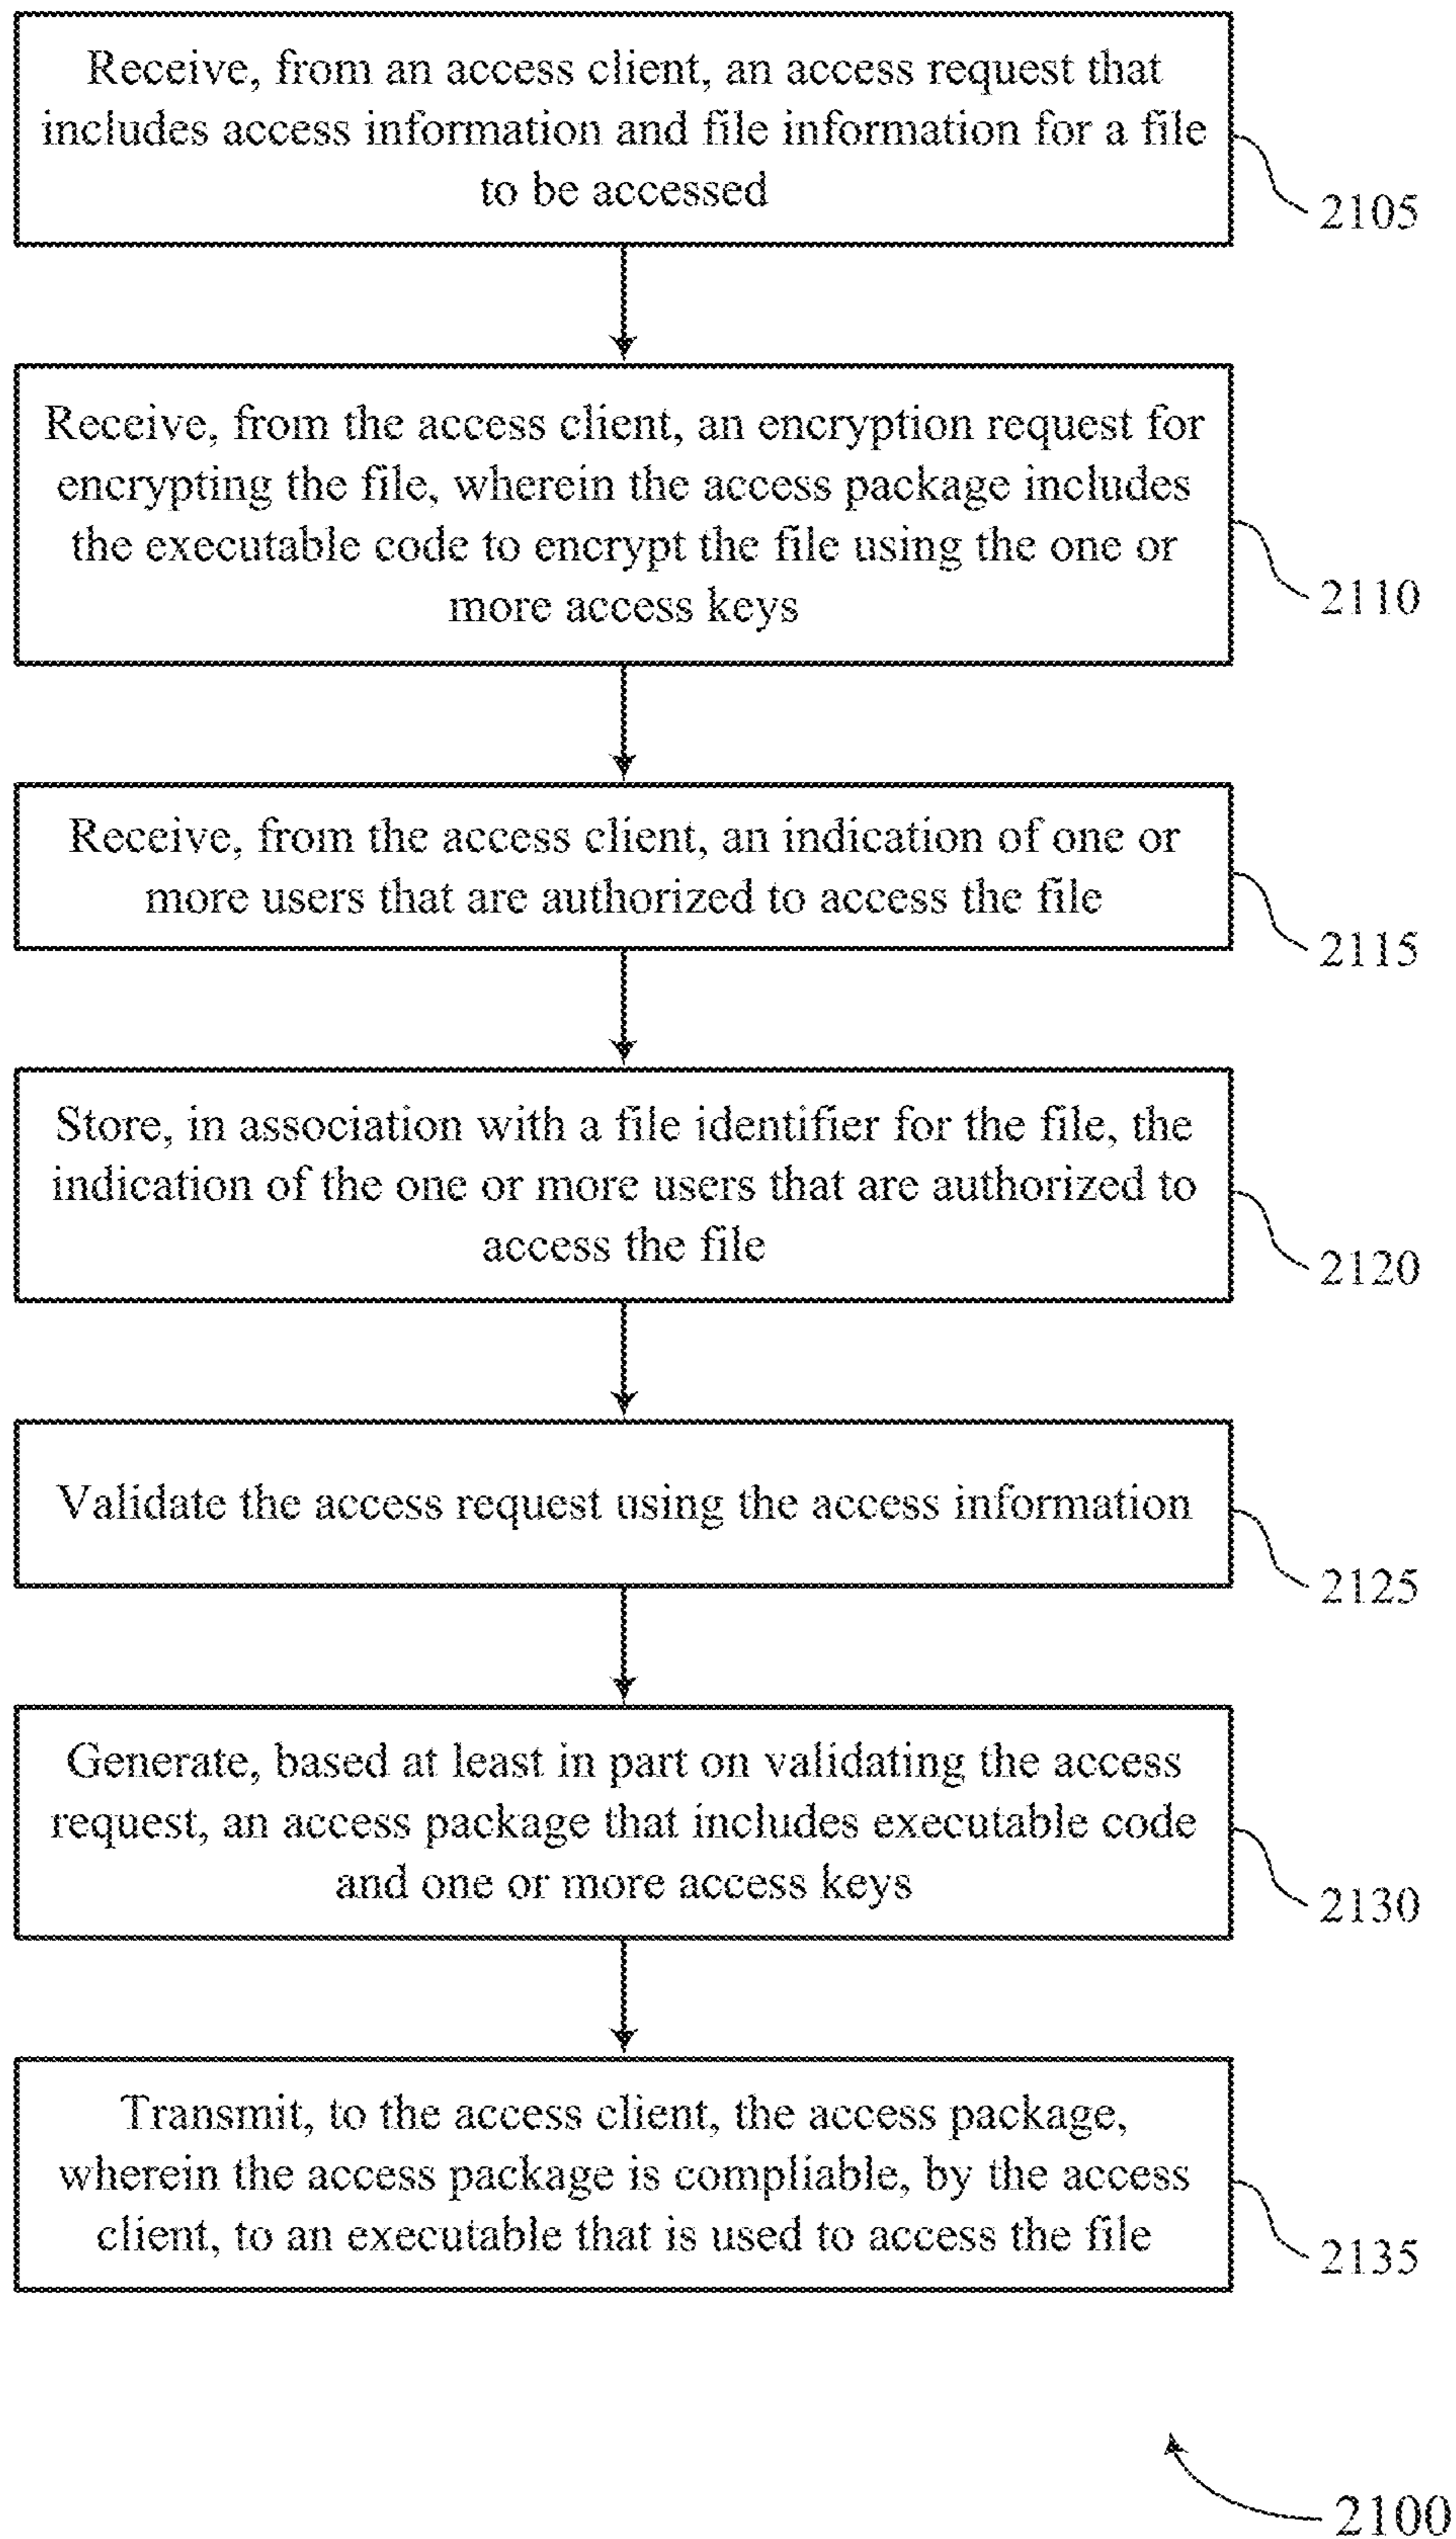 Receive, from an access client, an access request that
includes access information and file information for a file
to be accessed
2105
Receive, from the access client, an encryption request for
encrypting the file, wherein the access package includes
the executable code to encrypt the file using the one or
more access keys
2110
Receive, from the access client, an indication of one or
more users that are authorized to access the file
2115
Store, in association with a file identifier for the file, the
indication of the one or more users that are authorized to
access the file
2120
Validate the access request using the access information
2125
Generate, based at least in part on validating the access
request, an access package that includes executable code
and one or more access keys
2130
Transmit, to the access client, the access package,
wherein the access package is compliable, by the access
client, to an executable that is used to access the file
2135
2100